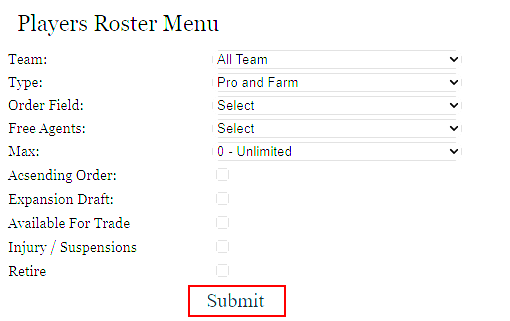 Players Roster Menu
Team: All Team
Type: Pro and Farm
Order Field: Select
Free Agents: Select
Max: 0 - Unlimited
Acsending Order:
Expansion Draft:
Available For Trade
Injury / Suspensions
Retire
Submit